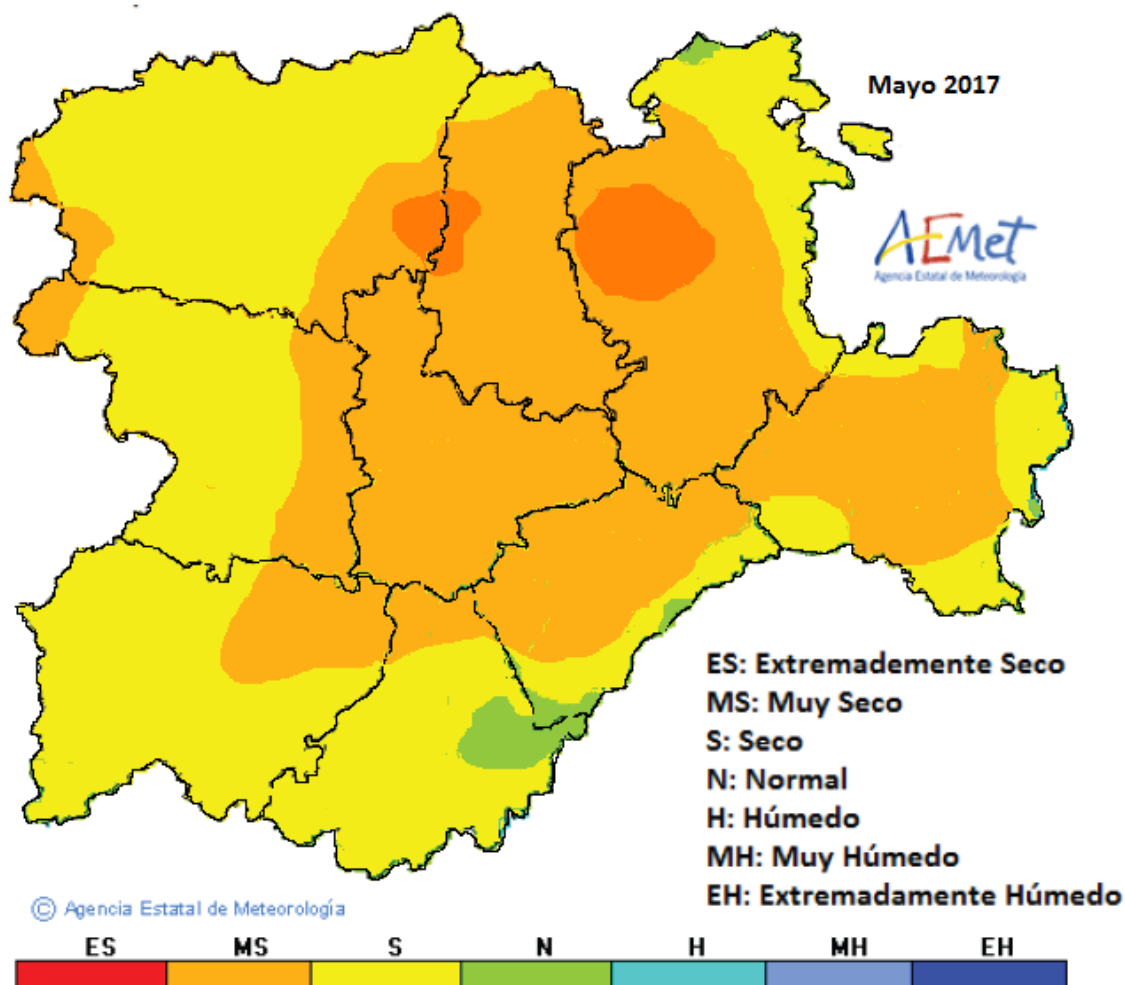 Mayo 2017
AEMet
Agencia Estatal de Meteorología
ES: Extremademente Seco
MS: Muy Seco
S: Seco
N: Normal
H: Húmedo
MH: Muy Húmedo
EH: Extremadamente Húmedo
© Agencia Estatal de Meteorología
ES MS S N H MH EH